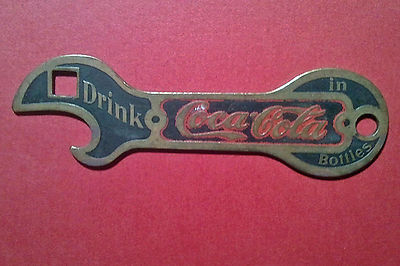 Drink
Coca-Cola
in
Bottles